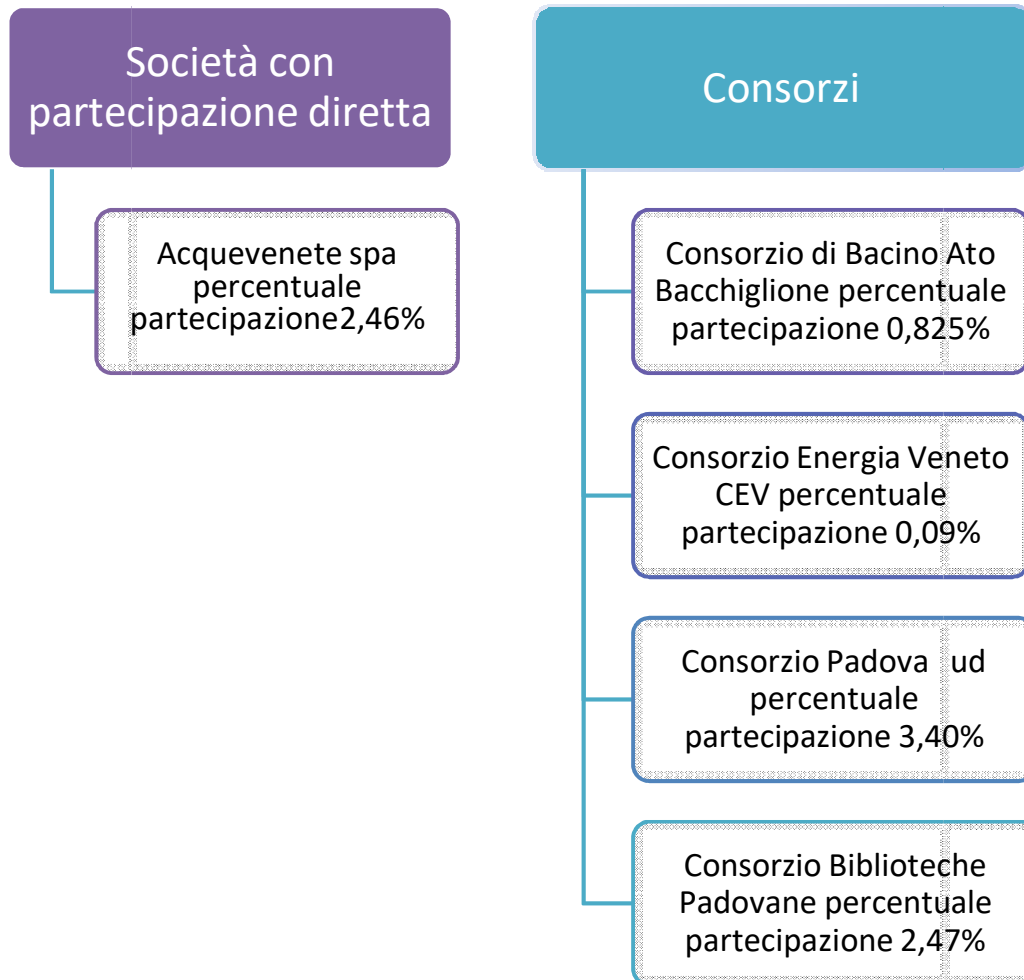 Società con
partecipazione diretta
Acquevenete spa
percentuale
partecipazione2,46%
Consorzi
Consorzio di Bacino Ato
Bacchiglione percentuale
partecipazione 0,825%
Consorzio Energia Veneto
CEV percentuale
partecipazione 0,09%
Consorzio Padova ud
percentuale
partecipazione 3,40%
Consorzio Biblioteche
Padovane percentuale
partecipazione 2,47%